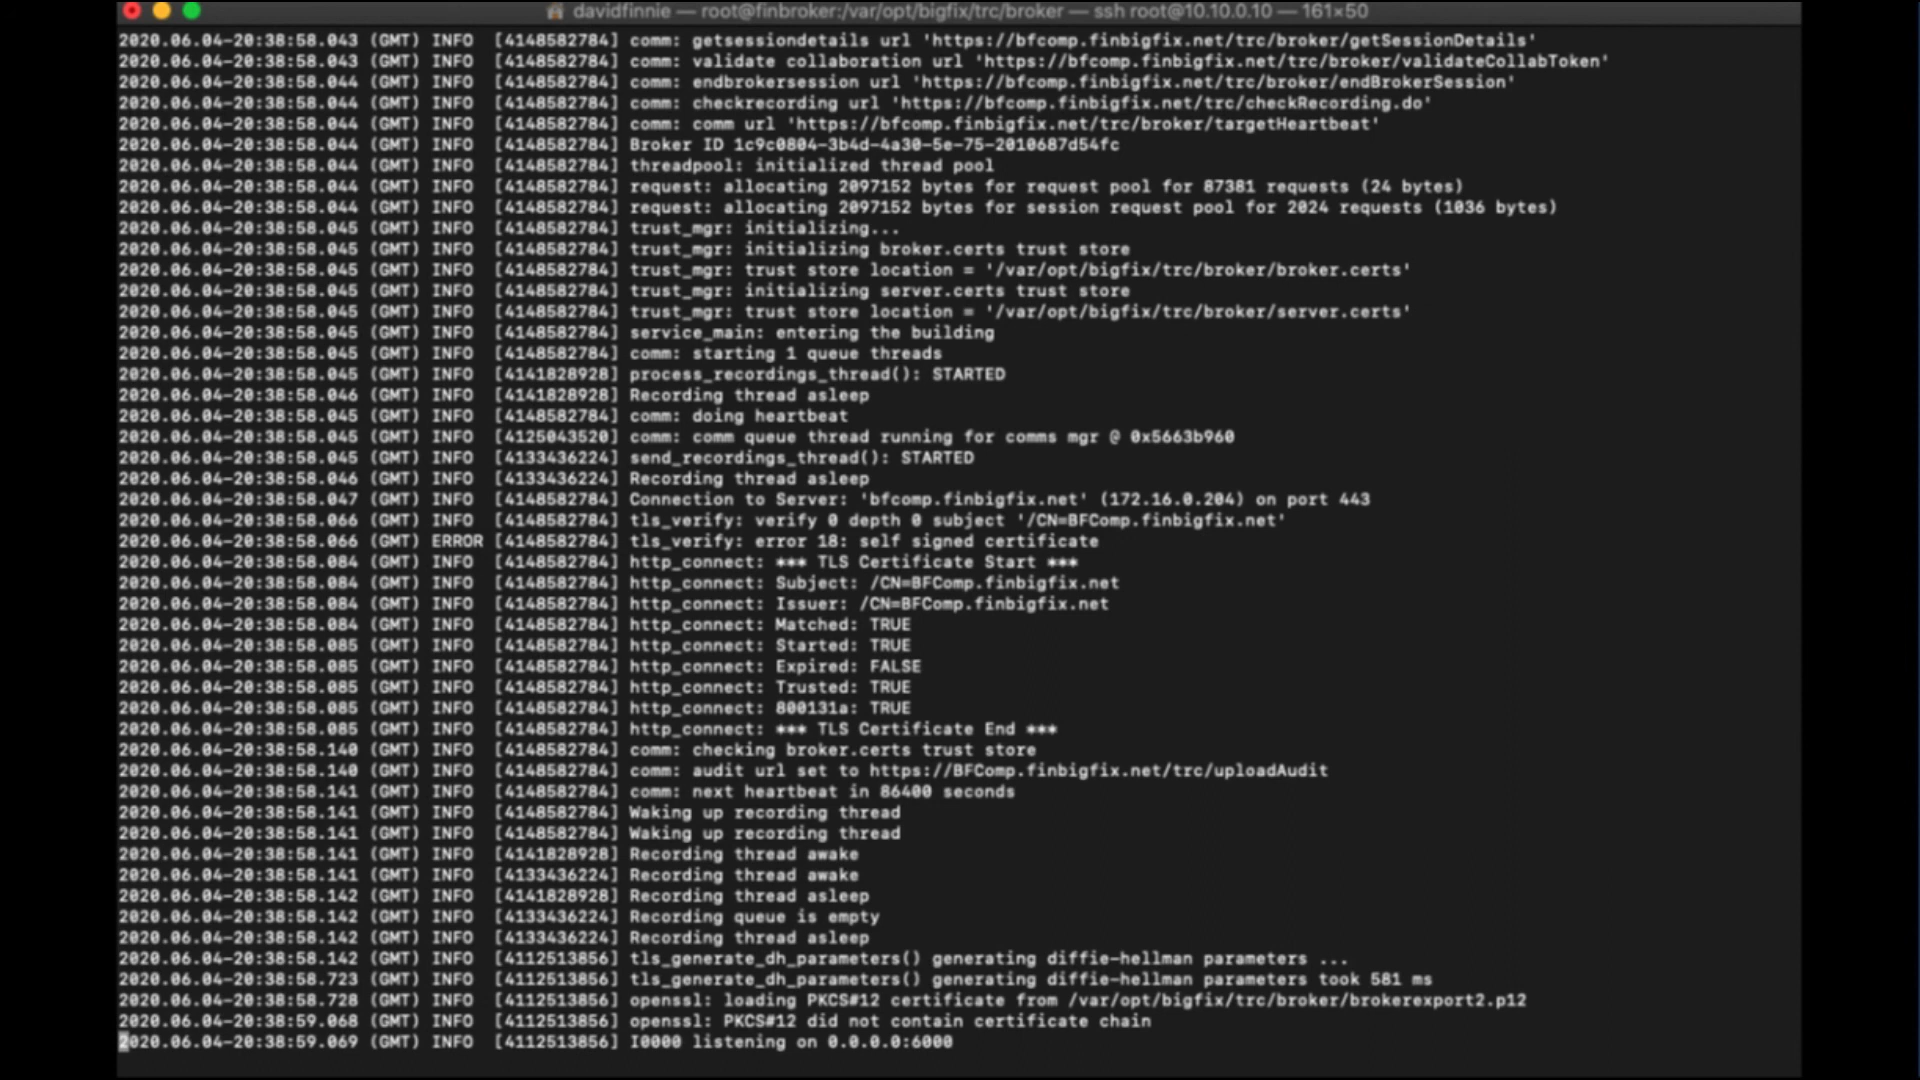 davidfinnie — root@finbroker:/var/opt/bigfix/trc/broker — ssh root@10.10.0.10 — 161×50
2020.06.04-20:38:58.043 (GMT) INFO  [4148582784] comm: getsessiondetails url 'https://bfcomp.finbigfix.net/trc/broker/getSessionDetails'
2020.06.04-20:38:58.043 (GMT) INFO  [4148582784] comm: validate collaboration url 'https://bfcomp.finbigfix.net/trc/broker/validateCollabToken'
2020.06.04-20:38:58.044 (GMT) INFO  [4148582784] comm: endbrokersession url 'https://bfcomp.finbigfix.net/trc/broker/endBrokerSession'
2020.06.04-20:38:58.044 (GMT) INFO  [4148582784] comm: checkrecording url 'https://bfcomp.finbigfix.net/trc/checkRecording.do'
2020.06.04-20:38:58.044 (GMT) INFO  [4148582784] comm: comm url 'https://bfcomp.finbigfix.net/trc/broker/targetHeartbeat'
2020.06.04-20:38:58.044 (GMT) INFO  [4148582784] Broker ID 1c9c0804-3b4d-4a30-5e-75-2010687d54fc
2020.06.04-20:38:58.044 (GMT) INFO  [4148582784] threadpool: initialized thread pool
2020.06.04-20:38:58.044 (GMT) INFO  [4148582784] request: allocating 2097152 bytes for request pool for 87381 requests (24 bytes)
2020.06.04-20:38:58.044 (GMT) INFO  [4148582784] request: allocating 2097152 bytes for session request pool for 2024 requests (1036 bytes)
2020.06.04-20:38:58.045 (GMT) INFO  [4148582784] trust_mgr: initializing...
2020.06.04-20:38:58.045 (GMT) INFO  [4148582784] trust_mgr: initializing broker.certs trust store
2020.06.04-20:38:58.045 (GMT) INFO  [4148582784] trust_mgr: trust store location = '/var/opt/bigfix/trc/broker/broker.certs'
2020.06.04-20:38:58.045 (GMT) INFO  [4148582784] trust_mgr: initializing server.certs trust store
2020.06.04-20:38:58.045 (GMT) INFO  [4148582784] trust_mgr: trust store location = '/var/opt/bigfix/trc/broker/server.certs'
2020.06.04-20:38:58.045 (GMT) INFO  [4148582784] service_main: entering the building
2020.06.04-20:38:58.045 (GMT) INFO  [4148582784] comm: starting 1 queue threads
2020.06.04-20:38:58.045 (GMT) INFO  [4141828928] process_recordings_thread(): STARTED
2020.06.04-20:38:58.046 (GMT) INFO  [4141828928] Recording thread asleep
2020.06.04-20:38:58.045 (GMT) INFO  [4148582784] comm: doing heartbeat
2020.06.04-20:38:58.045 (GMT) INFO  [4125043520] comm: comm queue thread running for comms mgr @ 0x5663b960
2020.06.04-20:38:58.045 (GMT) INFO  [4133436224] send_recordings_thread(): STARTED
2020.06.04-20:38:58.046 (GMT) INFO  [4133436224] Recording thread asleep
2020.06.04-20:38:58.047 (GMT) INFO  [4148582784] Connection to Server: 'bfcomp.finbigfix.net' (172.16.0.204) on port 443
2020.06.04-20:38:58.066 (GMT) INFO  [4148582784] tls_verify: verify 0 depth 0 subject '/CN=BFComp.finbigfix.net'
2020.06.04-20:38:58.066 (GMT) ERROR [4148582784] tls_verify: error 18: self signed certificate
2020.06.04-20:38:58.084 (GMT) INFO  [4148582784] http_connect: *** TLS Certificate Start ***
2020.06.04-20:38:58.084 (GMT) INFO  [4148582784] http_connect: Subject: /CN=BFComp.finbigfix.net
2020.06.04-20:38:58.084 (GMT) INFO  [4148582784] http_connect: Issuer: /CN=BFComp.finbigfix.net
2020.06.04-20:38:58.084 (GMT) INFO  [4148582784] http_connect: Matched: TRUE
2020.06.04-20:38:58.085 (GMT) INFO  [4148582784] http_connect: Started: TRUE
2020.06.04-20:38:58.085 (GMT) INFO  [4148582784] http_connect: Expired: FALSE
2020.06.04-20:38:58.085 (GMT) INFO  [4148582784] http_connect: Trusted: TRUE
2020.06.04-20:38:58.085 (GMT) INFO  [4148582784] http_connect: 800131a: TRUE
2020.06.04-20:38:58.085 (GMT) INFO  [4148582784] http_connect: *** TLS Certificate End ***
2020.06.04-20:38:58.140 (GMT) INFO  [4148582784] comm: checking broker.certs trust store
2020.06.04-20:38:58.140 (GMT) INFO  [4148582784] comm: audit url set to https://BFComp.finbigfix.net/trc/uploadAudit
2020.06.04-20:38:58.141 (GMT) INFO  [4148582784] comm: next heartbeat in 86400 seconds
2020.06.04-20:38:58.141 (GMT) INFO  [4148582784] Waking up recording thread
2020.06.04-20:38:58.141 (GMT) INFO  [4148582784] Waking up recording thread
2020.06.04-20:38:58.141 (GMT) INFO  [4141828928] Recording thread awake
2020.06.04-20:38:58.141 (GMT) INFO  [4133436224] Recording thread awake
2020.06.04-20:38:58.142 (GMT) INFO  [4141828928] Recording thread asleep
2020.06.04-20:38:58.142 (GMT) INFO  [4133436224] Recording queue is empty
2020.06.04-20:38:58.142 (GMT) INFO  [4133436224] Recording thread asleep
2020.06.04-20:38:58.142 (GMT) INFO  [4112513856] tls_generate_dh_parameters() generating diffie-hellman parameters ...
2020.06.04-20:38:58.723 (GMT) INFO  [4112513856] tls_generate_dh_parameters() generating diffie-hellman parameters took 581 ms
2020.06.04-20:38:58.728 (GMT) INFO  [4112513856] openssl: loading PKCS#12 certificate from /var/opt/bigfix/trc/broker/brokerexport2.p12
2020.06.04-20:38:59.068 (GMT) INFO  [4112513856] openssl: PKCS#12 did not contain certificate chain
2020.06.04-20:38:59.069 (GMT) INFO  [4112513856] I0000 listening on 0.0.0.0:6000